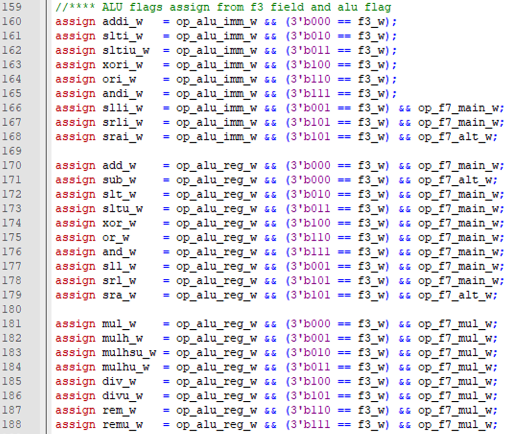 159 //**** ALU flags assign from f3 field and alu flag
160 assign addi_w = op_alu_imm_w && (3'b000 == f3_w);
161 assign slti_w = op_alu_imm_w && (3'b010 == f3_w);
162 assign sltiu_w = op_alu_imm_w && (3'b011 == f3_w);
163 assign xori_w = op_alu_imm_w && (3'b100 == f3_w);
164 assign ori_w = op_alu_imm_w && (3'b110 == f3_w);
165 assign andi_w = op_alu_imm_w && (3'b111 == f3_w);
166 assign slli_w = op_alu_imm_w && (3'b001 == f3_w) && op_f7_main_w;
167 assign srli_w = op_alu_imm_w && (3'b101 == f3_w) && op_f7_main_w;
168 assign srai_w = op_alu_imm_w && (3'b101 == f3_w) && op_f7_alt_w;
169
170 assign add_w = op_alu_reg_w && (3'b000 == f3_w) && op_f7_main_w;
171 assign sub_w = op_alu_reg_w && (3'b000 == f3_w) && op_f7_alt_w;
172 assign slt_w = op_alu_reg_w && (3'b010 == f3_w) && op_f7_main_w;
173 assign sltu_w = op_alu_reg_w && (3'b011 == f3_w) && op_f7_main_w;
174 assign xor_w = op_alu_reg_w && (3'b100 == f3_w) && op_f7_main_w;
175 assign or_w = op_alu_reg_w && (3'b110 == f3_w) && op_f7_main_w;
176 assign and_w = op_alu_reg_w && (3'b111 == f3_w) && op_f7_main_w;
177 assign sll_w = op_alu_reg_w && (3'b001 == f3_w) && op_f7_main_w;
178 assign srl_w = op_alu_reg_w && (3'b101 == f3_w) && op_f7_main_w;
179 assign sra_w = op_alu_reg_w && (3'b101 == f3_w) && op_f7_alt_w;
180
181 assign mul_w = op_alu_reg_w && (3'b000 == f3_w) && op_f7_mul_w;
182 assign mulh_w = op_alu_reg_w && (3'b001 == f3_w) && op_f7_mul_w;
183 assign mulhsu_w = op_alu_reg_w && (3'b010 == f3_w) && op_f7_mul_w;
184 assign mulhu_w = op_alu_reg_w && (3'b011 == f3_w) && op_f7_mul_w;
185 assign div_w = op_alu_reg_w && (3'b100 == f3_w) && op_f7_mul_w;
186 assign divu_w = op_alu_reg_w && (3'b101 == f3_w) && op_f7_mul_w;
187 assign rem_w = op_alu_reg_w && (3'b110 == f3_w) && op_f7_mul_w;
188 assign remu_w = op_alu_reg_w && (3'b111 == f3_w) && op_f7_mul_w;